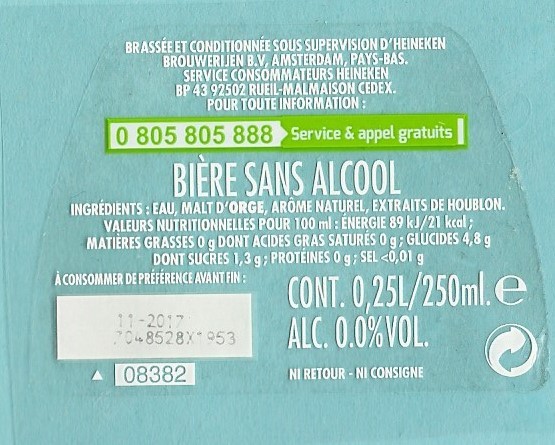 BRASSÉE ET CONDITIONNÉE SOUS SUPERVISION D'HEINEKEN
BROUWERIJEN B.V, AMSTERDAM, PAYS-BAS.
SERVICE CONSOMMATEURS HEINEKEN
BP 43 92502 RUEIL-MALMAISON CEDEX.
POUR TOUTE INFORMATION :
0 805 805 888 Service & appel gratuits
BIÈRE SANS ALCOOL
INGRÉDIENTS : EAU, MALT D'ORGE, ARÔME NATUREL, EXTRAITS DE HOUBLON.
VALEURS NUTRITIONNELLES POUR 100 ml : ÉNERGIE 89 kJ/21 kcal ;
MATIÈRES GRASSES 0 g DONT ACIDES GRAS SATURÉS 0 g ; GLUCIDES 4,8 g
DONT SUCRES 1,3 g ; PROTÉINES 0 g ; SEL <0,01 g
À CONSOMMER DE PRÉFÉRENCE AVANT FIN :
11-2017
CONT. 0,25L/250ml. e
ALC. 0.0% VOL.
08382
NI RETOUR - NI CONSIGNE